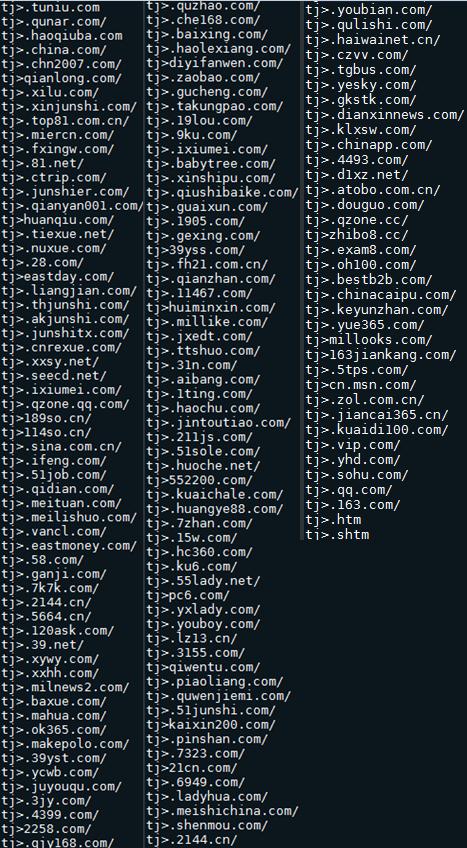 tj>.tuniu.com
tj>.qunar.com/
tj>.haoqiuba.com
tj>.china.com/
tj>.chn2007.com/
tj>qianlong.com/
tj>.xilu.com/
tj>.xinjunshi.com/
tj>.top81.com.cn/
tj>.miercn.com/
tj>.fxingw.com/
tj>.81.net/
tj>.ctrip.com/
tj>.junshier.com/
tj>.qianyan001.com/
tj>huanqiu.com/
tj>.tiexue.net/
tj>.nuxue.com/
tj>.28.com/
tj>eastday.com/
tj>.liangjian.com/
tj>.thjunshi.com/
tj>.akjunshi.com/
tj>.junshitx.com/
tj>.cnrexue.com/
tj>.xxsy.net/
tj>.seecd.net/
tj>.ixiumei.com/
tj>.qzone.qq.com/
tj>189so.cn/
tj>114so.cn/
tj>.sina.com.cn/
tj>.ifeng.com/
tj>.51job.com/
tj>.qidian.com/
tj>.meituan.com/
tj>.meilishuo.com/
tj>.vancl.com/
tj>.eastmoney.com/
tj>.58.com/
tj>.ganji.com/
tj>.7k7k.com/
tj>.2144.cn/
tj>.5664.cn/
tj>.120ask.com/
tj>.39.net/
tj>.xywy.com/
tj>.xxhh.com/
tj>.milnews2.com/
tj>.baxue.com/
tj>.mahua.com/
tj>.ok365.com/
tj>.makepolo.com/
tj>.39yst.com/
tj>.ycwb.com/
tj>.juyouqu.com/
tj>.3jy.com/
tj>.4399.com/
tj>2258.com/
tj>.qjy168.com/
tj>.quzhao.com/
tj>.che168.com/
tj>.baixing.com/
tj>.haolexiang.com/
tj>diyifanwen.com/
tj>.zaobao.com/
tj>.gucheng.com/
tj>.takungpao.com/
tj>.19lou.com/
tj>.9ku.com/
tj>.ixiumei.com/
tj>.babytree.com/
tj>.xinshipu.com/
tj>.qiushibaike.com/
tj>.guaixun.com/
tj>.1905.com/
tj>.gexing.com/
tj>39yss.com/
tj>.fh21.com.cn/
tj>.qianzhan.com/
tj>.11467.com/
tj>huiminxin.com/
tj>.millike.com/
tj>.jxedt.com/
tj>.ttshuo.com/
tj>.31n.com/
tj>.aibang.com/
tj>.1ting.com/
tj>.haochu.com/
tj>.jintoutiao.com/
tj>.211js.com/
tj>.51sole.com/
tj>.huoche.net/
tj>552200.com/
tj>.kuaichale.com/
tj>.huangye88.com/
tj>.7zhan.com/
tj>.15w.com/
tj>.hc360.com/
tj>.ku6.com/
tj>.55lady.net/
tj>pc6.com/
tj>.yxlady.com/
tj>.youboy.com/
tj>.lz13.cn/
tj>.3155.com/
tj>qiwentu.com/
tj>.piaoliang.com/
tj>.quwenjiemi.com/
tj>.51junshi.com/
tj>kaixin200.com/
tj>.pinshan.com/
tj>.7323.com/
tj>21cn.com/
tj>.6949.com/
tj>.ladyhua.com/
tj>.meishichina.com/
tj>.shenmou.com/
tj>.2144.cn/
tj>.youbian.com/
tj>.qulishi.com/
tj>.haiwainet.cn/
tj>.czvv.com/
tj>.tgbus.com/
tj>.yesky.com/
tj>.gkstk.com/
tj>.dianxinnews.com/
tj>.klxsw.com/
tj>.chinapp.com/
tj>.4493.com/
tj>.d1xz.net/
tj>.atobo.com.cn/
tj>.douguo.com/
tj>.qzone.cc/
tj>zhibo8.cc/
tj>.exam8.com/
tj>.oh100.com/
tj>.bestb2b.com/
tj>.chinacaipu.com/
tj>.keyunzhan.com/
tj>.yue365.com/
tj>millooks.com/
tj>163jiankang.com/
tj>.5tps.com/
tj>cn.msn.com/
tj>.zol.com.cn/
tj>.jiancai365.cn/
tj>.kuaidi100.com/
tj>.vip.com/
tj>.yhd.com/
tj>.sohu.com/
tj>.qq.com/
tj>.163.com/
tj>.htm
tj>.shtm